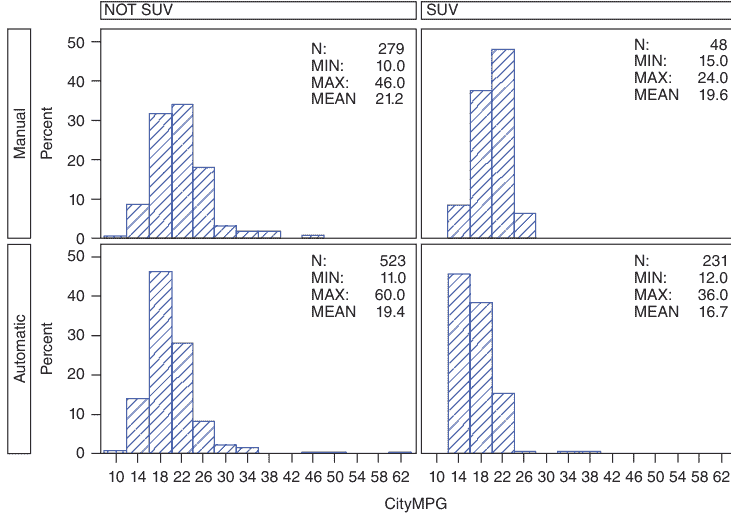 NOT SUV
SUV
Manual
Percent
50
40
30
20
10
0
N: 279
MIN: 10.0
MAX: 46.0
MEAN 21.2
N: 48
MIN: 15.0
MAX: 24.0
MEAN 19.6
Automatic
Percent
50
40
30
20
10
0
N: 523
MIN: 11.0
MAX: 60.0
MEAN 19.4
N: 231
MIN: 12.0
MAX: 36.0
MEAN 16.7
10 14 18 22 26 30 34 38 42 46 50 54 58 62
10 14 18 22 26 30 34 38 42 46 50 54 58 62
CityMPG